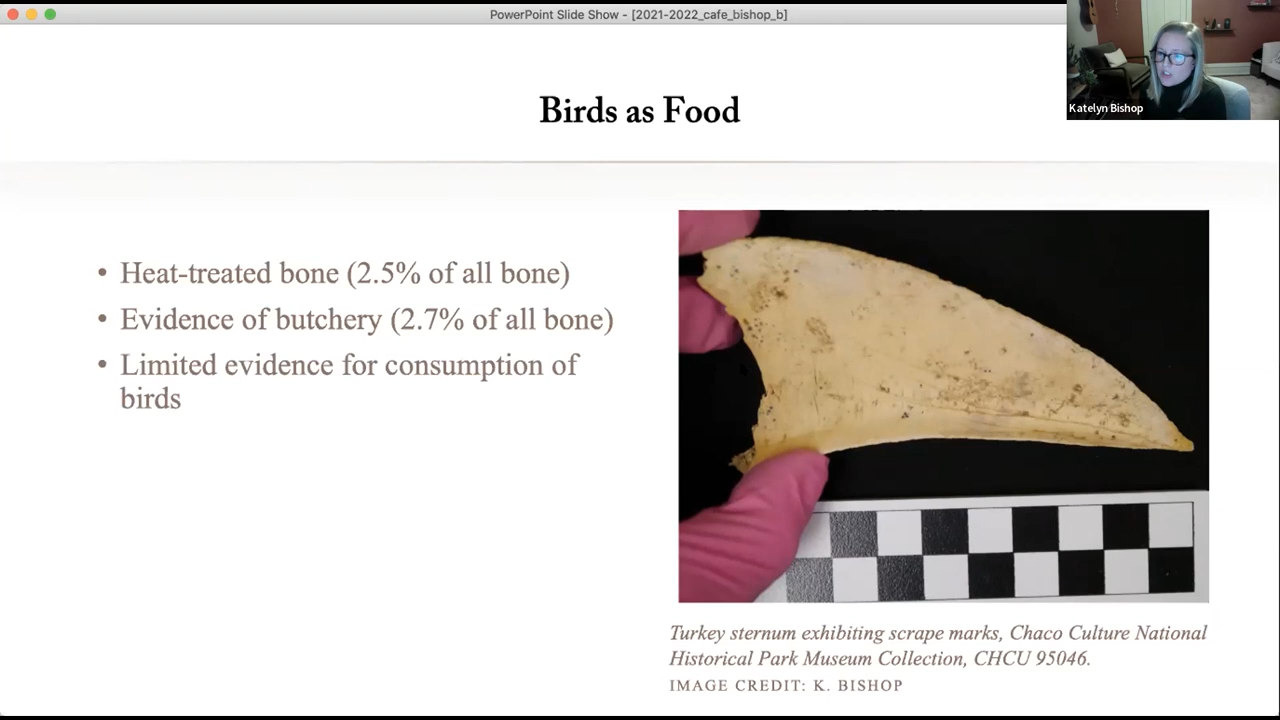 PowerPoint Slide Show - [2021-2022_cafe_bishop_b]
Katelyn Bishop
Birds as Food
• Heat-treated bone (2.5% of all bone)
• Evidence of butchery (2.7% of all bone)
• Limited evidence for consumption of
birds
Turkey sternum exhibiting scrape marks, Chaco Culture National
Historical Park Museum Collection, CHCU 95046.
IMAGE CREDIT: K. BISHOP